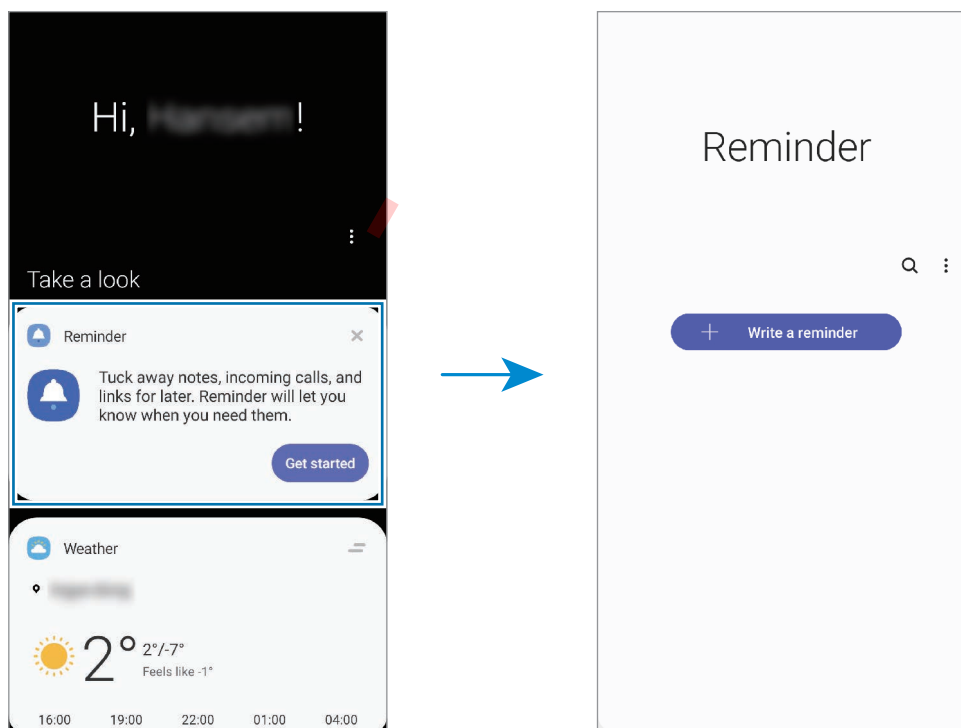 Hi, !
Take a look
Reminder
Tuck away notes, incoming calls, and
links for later. Reminder will let you
know when you need them.
Get started
Weather
2° 2°/-7°
Feels like -1°
16:00 19:00 22:00 01:00 04:00
Reminder
Write a reminder